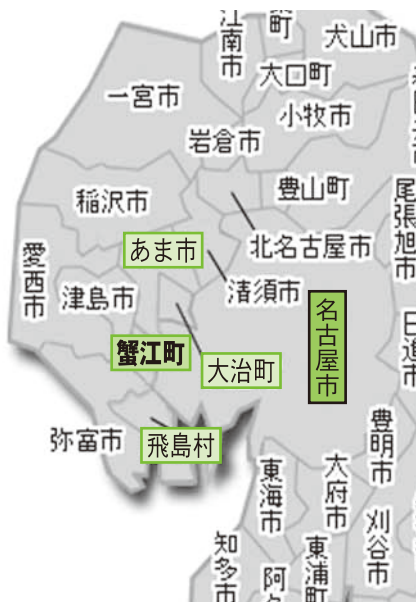 江南市
町
犬山市
大口町
一宮市
小牧市
岩倉市
豊山町
稲沢市
尾張旭市
北名古屋市
あま市
愛西市
津島市
清須市
名古屋市
日進市
蟹江町
大治町
弥富市
飛島村
豊明市
東海市
大府市
刈谷市
知多市
東浦町
阿